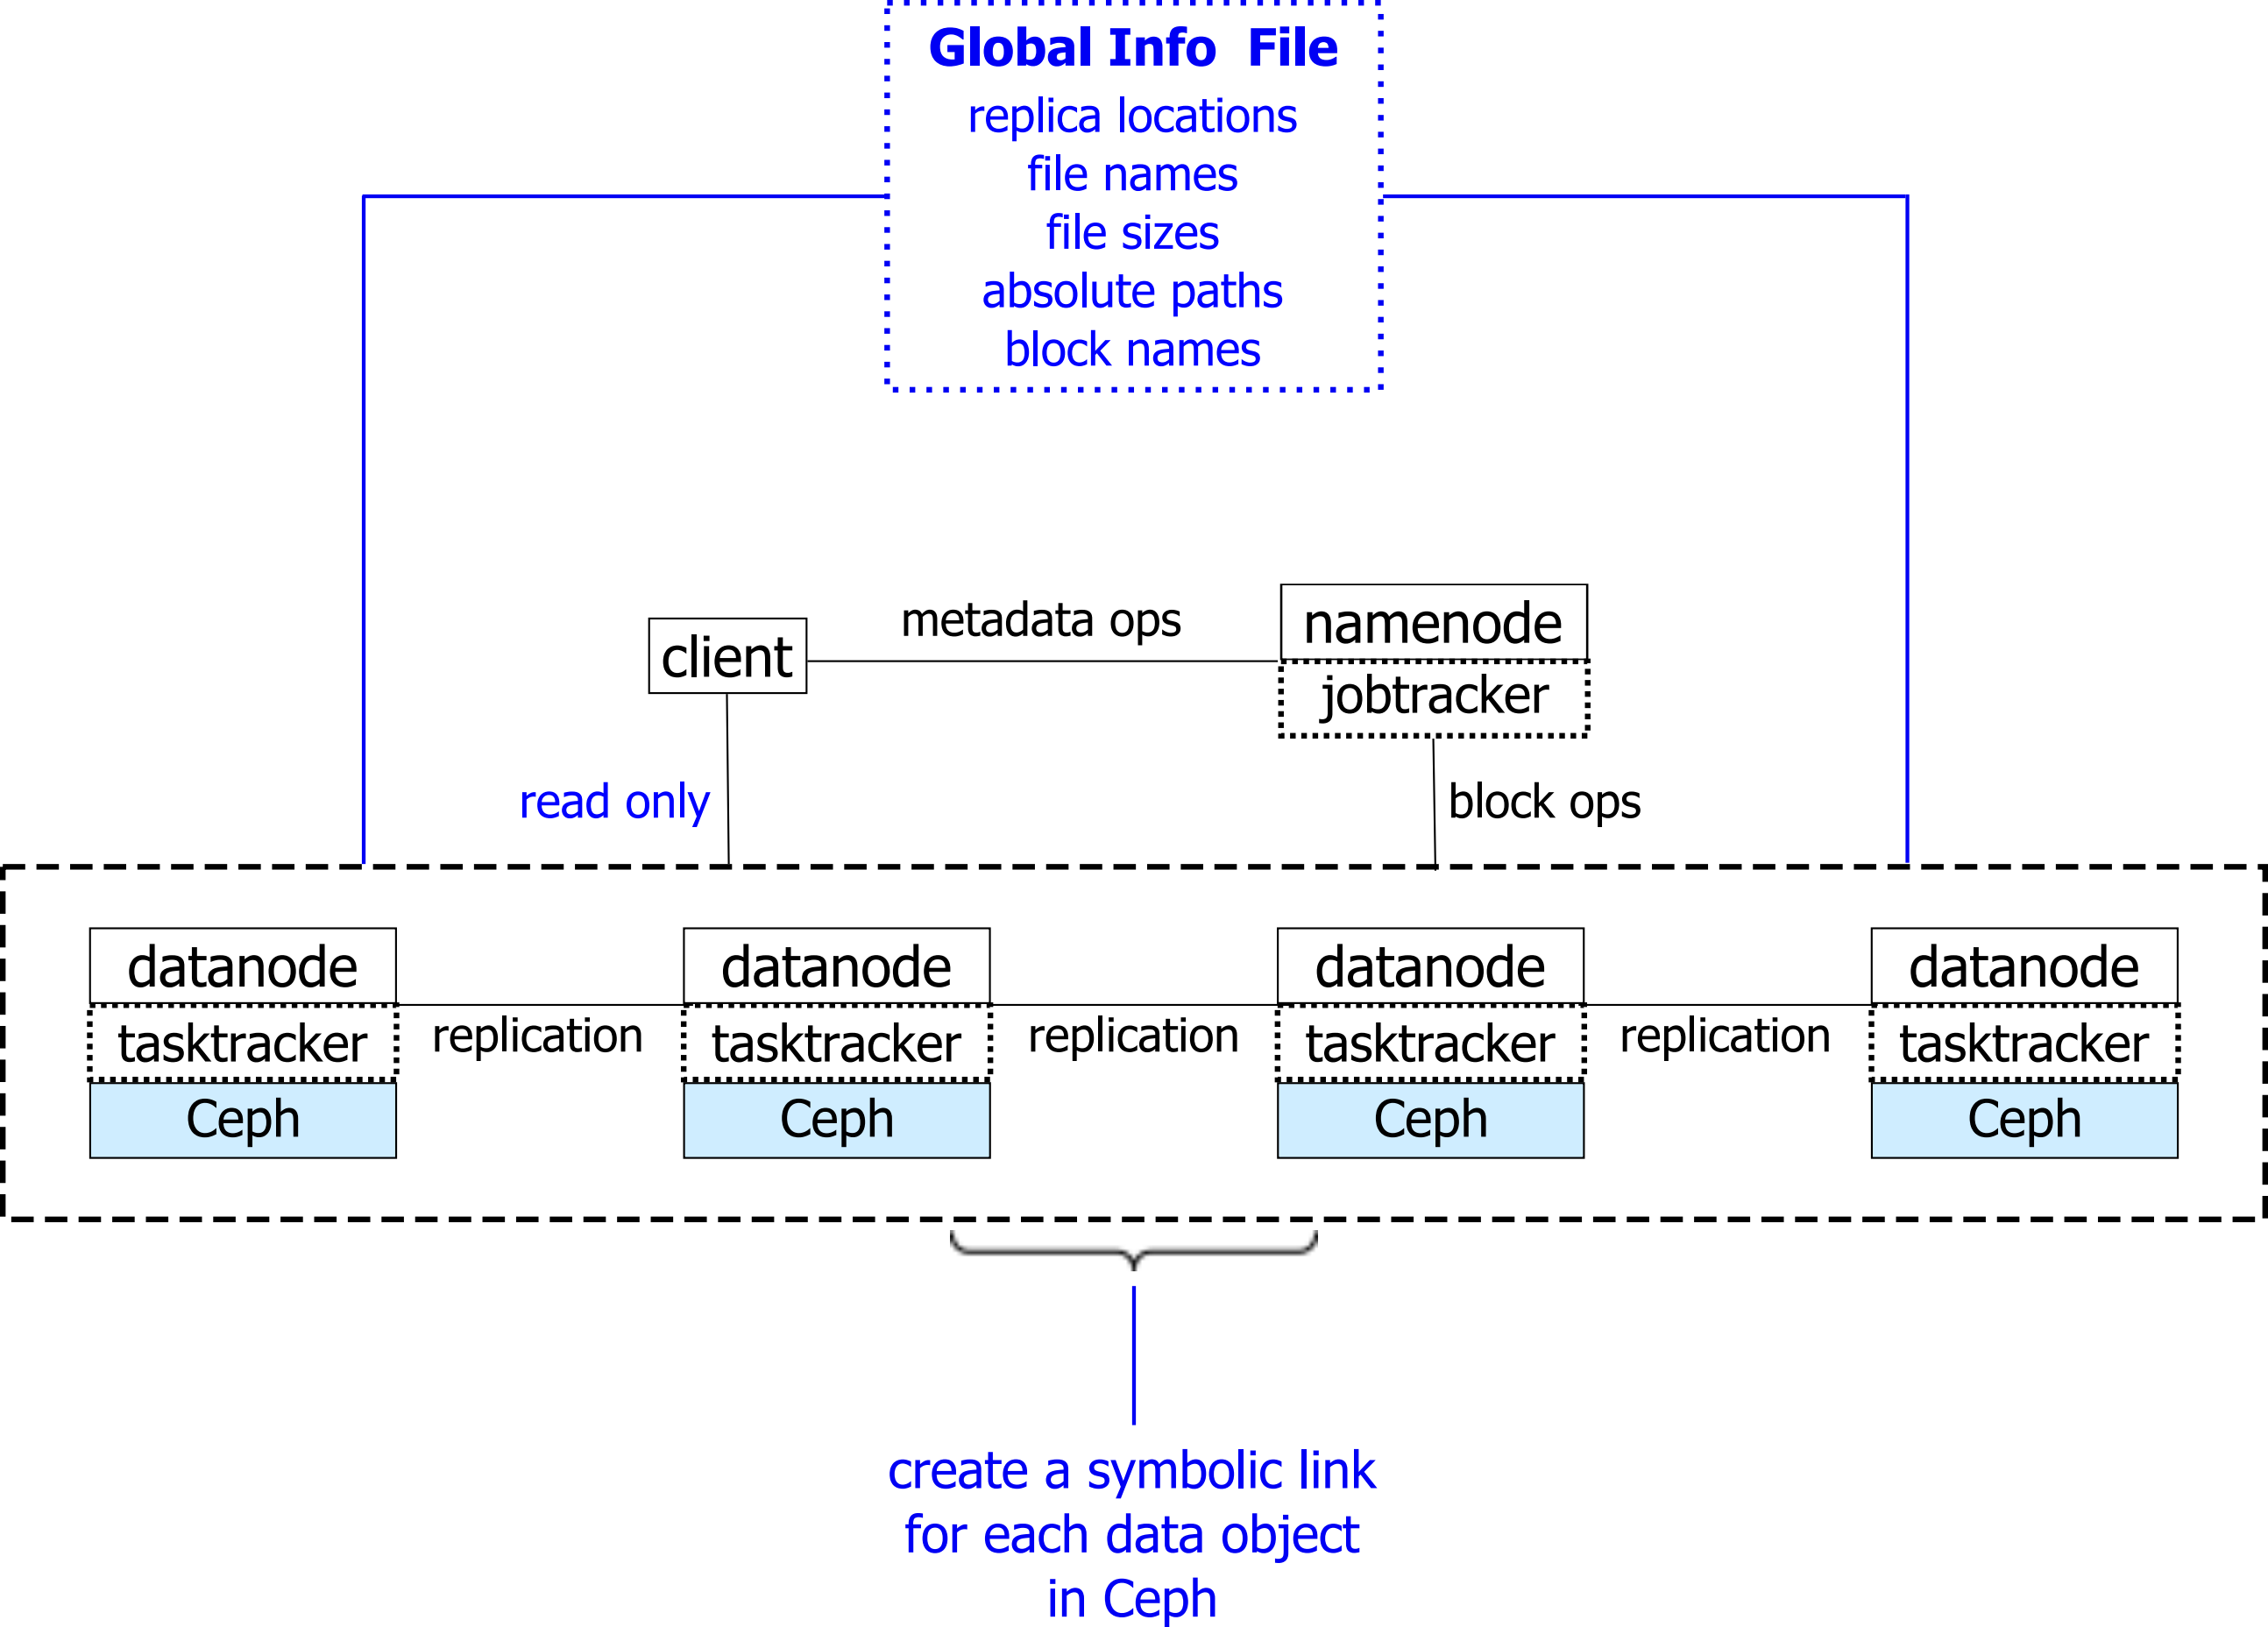 Global Info File
replica locations
file names
file sizes
absolute paths
block names
client
metadata ops
namenode
jobtracker
read only
block ops
datanode
datanode
datanode
datanode
tasktracker
replication
tasktracker
replication
tasktracker
replication
tasktracker
Ceph
Ceph
Ceph
Ceph
create a symbolic link
for each data object
in Ceph